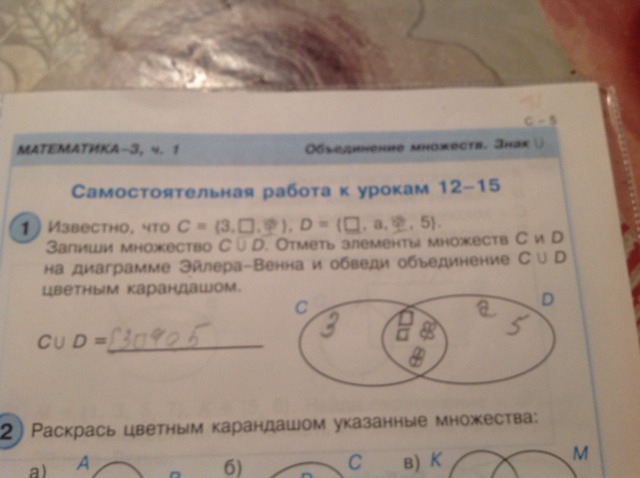 С – 5
МАТЕМАТИКА–3, ч. 1 Объединение множеств. Знак ∪
Самостоятельная работа к урокам 12–15
1 Известно, что C = {3, □, }, D = {□, а, , 5}.
Запиши множество C ∪ D. Отметь элементы множеств C и D
на диаграмме Эйлера–Венна и обведи объединение C ∪ D
цветным карандашом.
C D
3 □ □ а 5
C ∪ D = {3□
2 Раскрась цветным карандашом указанные множества:
а) A B б) C D в) K M